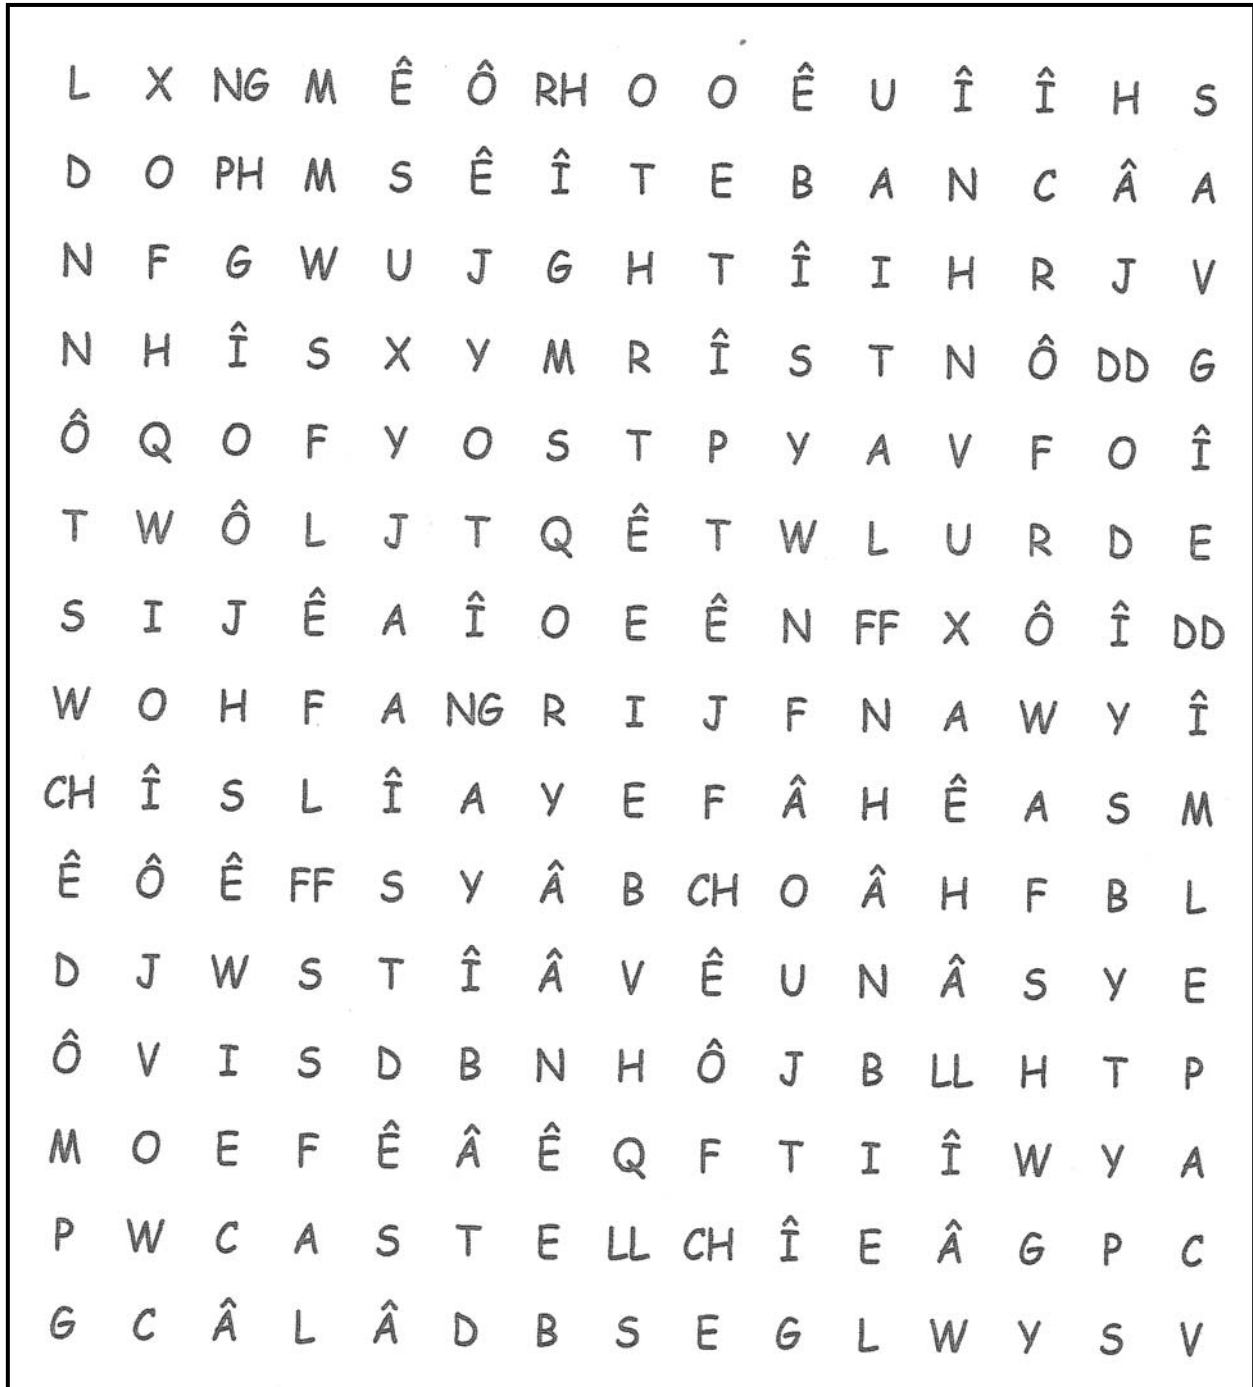 L X NG M Ê Ô RH O O Ê U Î Î H S
D O PH M S Ê Î T E B A N C Â A
N F G W U J G H T Î I H R J V
N H Î S X Y M R Î S T N Ô DD G
Ô Q O F Y O S T P Y A V F O Î
T W Ô L J T Q Ê T W L U R D E
S I J Ê A Î O E Ê N FF X Ô Î DD
W O H F A NG R I J F N A W Y Î
CH Î S L Î A Y E F Â H Ê A S M
Ê Ô Ê FF S Y Â B CH O Â H F B L
D J W S T Î Â V Ê U N Â S Y E
Ô V I S D B N H Ô J B LL H T P
M O E F Ê Â Ê Q F T I Î W Y A
P W C A S T E LL CH Î E Â G P C
G C Â L Â D B S E G L W Y S V